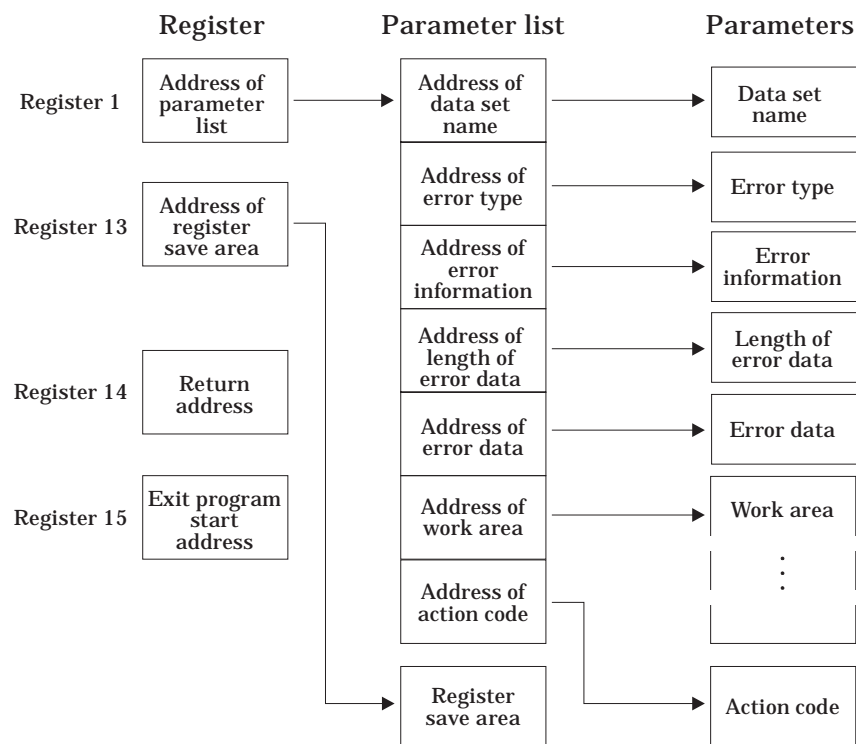 Register
Parameter list
Parameters
Register 1
Address of
parameter
list
Address of
data set
name
Data set
name
Address of
error type
Error type
Register 13
Address of
register
save area
Address of
error
information
Error
information
Address of
length of
error data
Length of
error data
Register 14
Return
address
Address of
error data
Error data
Register 15
Exit program
start
address
Address of
work area
Work area
Address of
action code
Register
save area
Action code